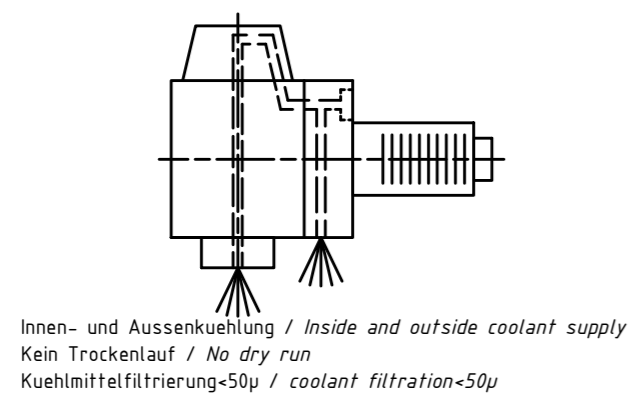 Innen- und Aussenkuehlung / Inside and outside coolant supply
Kein Trockenlauf / No dry run
Kuehlmittelfiltrierung<50µ / coolant filtration<50µ